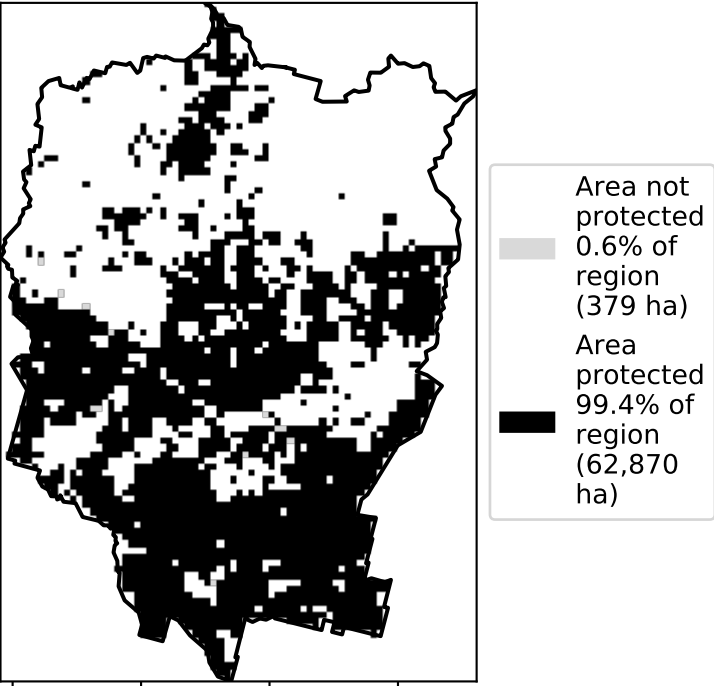 Area not
protected
0.6% of
region
(379 ha)
Area
protected
99.4% of
region
(62,870
ha)